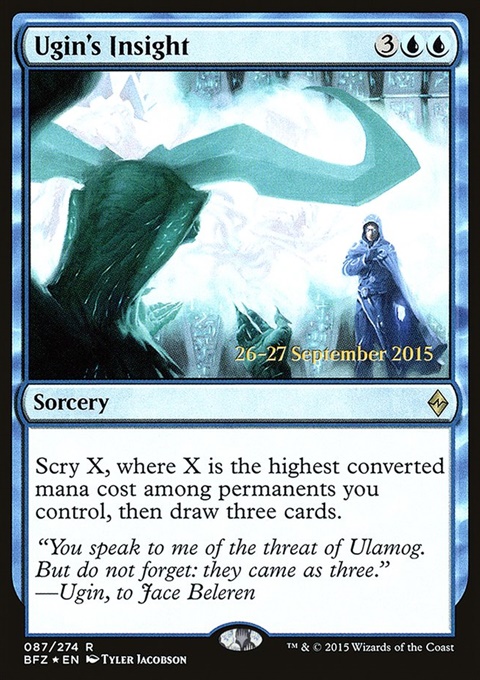 Ugin's Insight 3
26–27 September 2015
Sorcery
Scry X, where X is the highest converted
mana cost among permanents you
control, then draw three cards.
“You speak to me of the threat of Ulamog.
But do not forget: they came as three.”
—Ugin, to Jace Beleren
087/274 R
BFZ ★ EN Tyler Jacobson
™ & © 2015 Wizards of the Coast